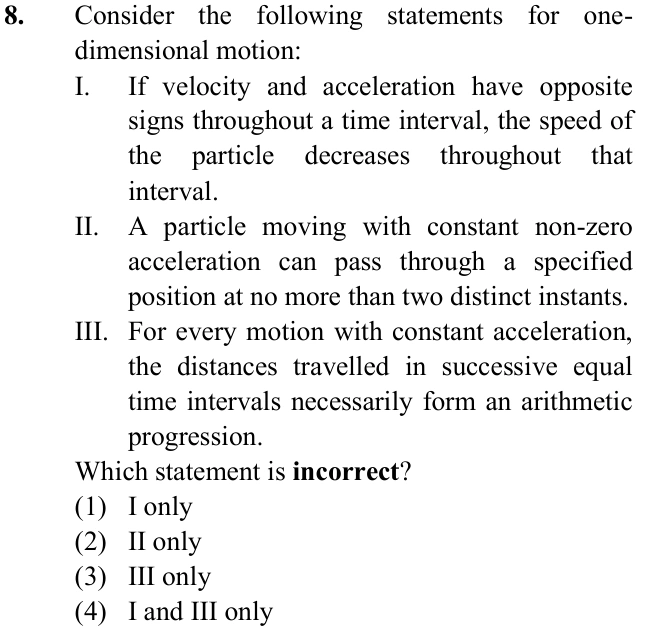 8. Consider the following statements for one-
dimensional motion:
I. If velocity and acceleration have opposite
signs throughout a time interval, the speed of
the particle decreases throughout that
interval.
II. A particle moving with constant non-zero
acceleration can pass through a specified
position at no more than two distinct instants.
III. For every motion with constant acceleration,
the distances travelled in successive equal
time intervals necessarily form an arithmetic
progression.
Which statement is incorrect?
(1) I only
(2) II only
(3) III only
(4) I and III only